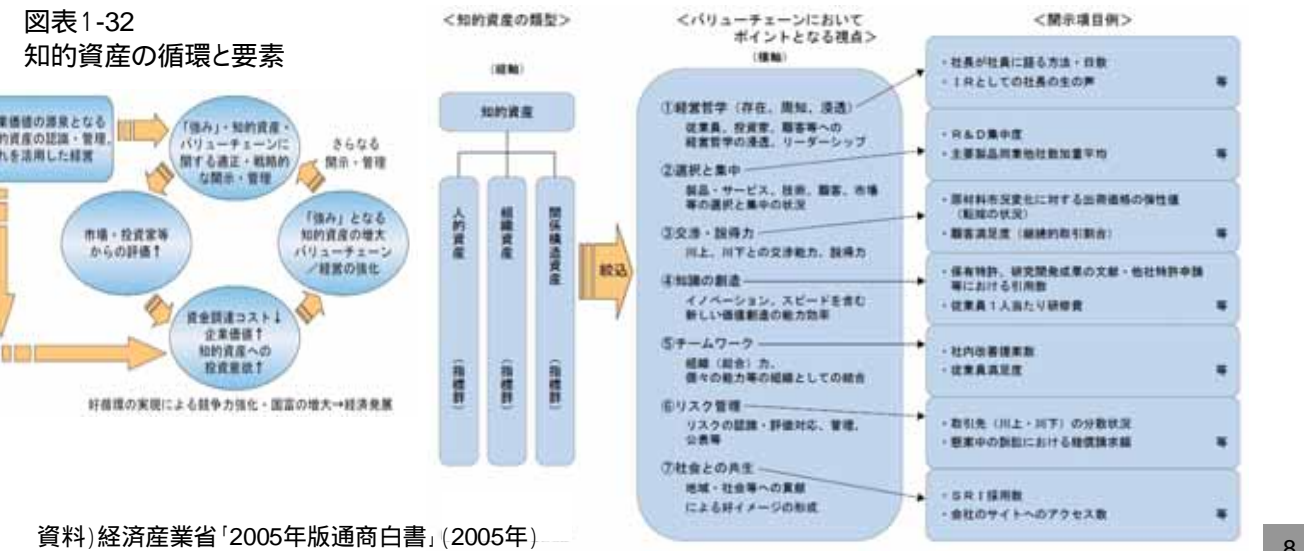 図表1-32
知的資産の循環と要素
業価値の源泉となる
的資産の認識・管理、
れを活用した経営
「強み」・知的資産・
バリューチェーンに
関する適正・戦略的
な開示・管理
さらなる
開示・管理
市場・投資家等
からの評価↑
「強み」となる
知的資産の増大
バリューチェーン
／経営の強化
資金調達コスト↓
企業価値↑
知的資産への
投資意欲↑
好循環の実現による競争力強化・国富の増大→経済発展
＜知的資産の類型＞
（縦軸）
知的資産
人的資産
（指標群）
組織資産
（指標群）
関係構造資産
（指標群）
絞込
＜バリューチェーンにおいて
ポイントとなる視点＞
（横軸）
①経営哲学（存在、周知、浸透）
従業員、投資家、顧客等への
経営哲学の浸透、リーダーシップ
②選択と集中
製品・サービス、技術、顧客、市場
等の選択と集中の状況
③交渉・説得力
川上、川下との交渉能力、説得力
④知識の創造
イノベーション、スピードを含む
新しい価値創造の能力効率
⑤チームワーク
組織（総合）力、
個々の能力等の組織としての結合
⑥リスク管理
リスクの認識・評価対応、管理、
公表等
⑦社会との共生
地域・社会等への貢献
による好イメージの形成
＜開示項目例＞
・社長が社員に語る方法・日数
・ＩＲとしての社長の生の声 等
・Ｒ＆Ｄ集中度
・主要製品同業他社数加重平均 等
・原材料市況変化に対する出荷価格の弾性値
（転嫁の状況）
・顧客満足度（継続的取引割合） 等
・保有特許、研究開発成果の文献・他社特許申請
等における引用数
・従業員１人当たり研修費 等
・社内改善提案数
・従業員満足度 等
・取引先（川上・川下）の分散状況
・懸案中の訴訟における賠償請求額 等
・ＳＲＩ採用数
・会社のサイトへのアクセス数 等
資料)経済産業省「2005年版通商白書」(2005年)
8